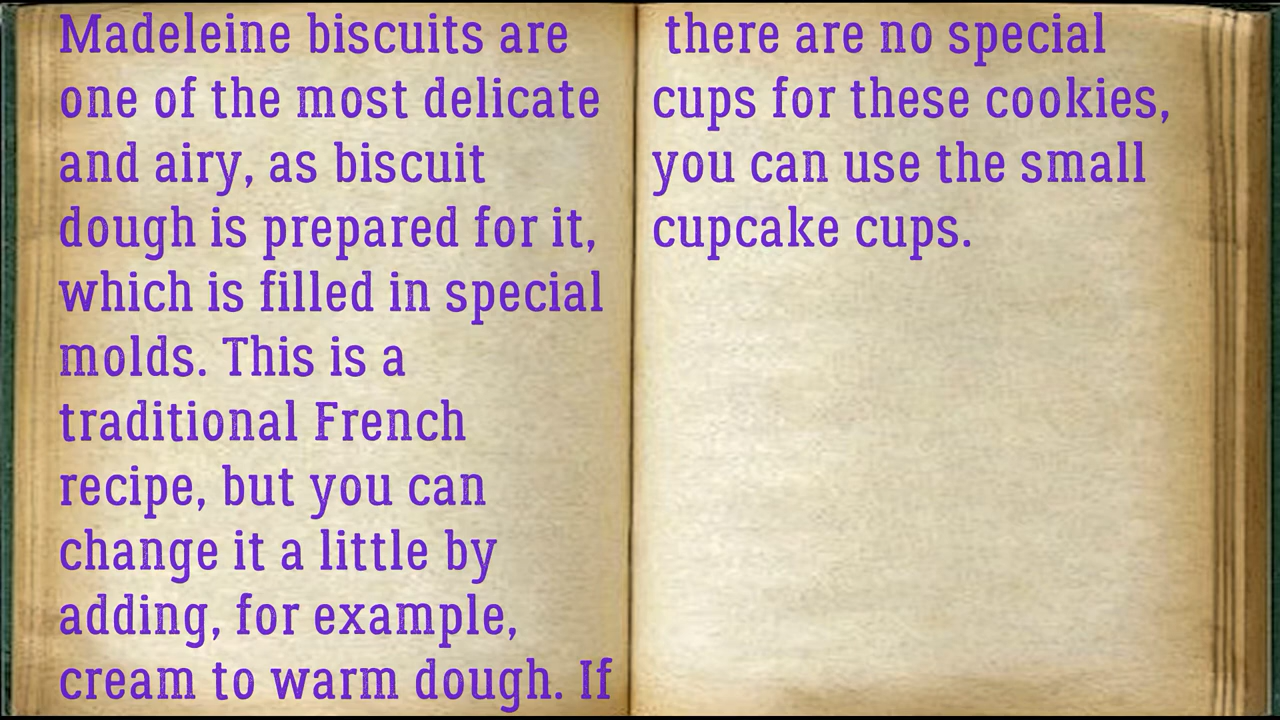 Madeleine biscuits are
one of the most delicate
and airy, as biscuit
dough is prepared for it,
which is filled in special
molds. This is a
traditional French
recipe, but you can
change it a little by
adding, for example,
cream to warm dough. If
there are no special
cups for these cookies,
you can use the small
cupcake cups.